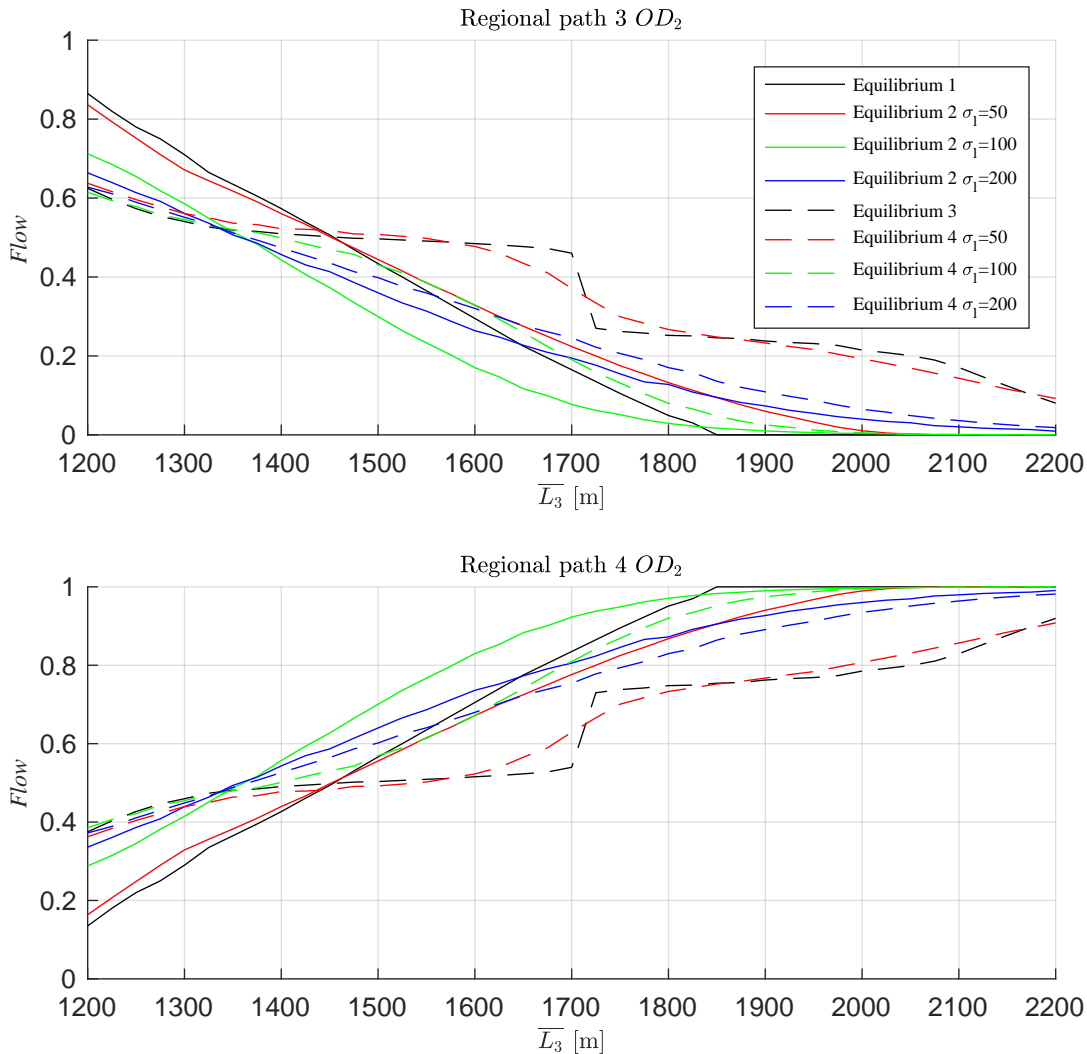 Regional path 3 OD₂
1
0.8
0.6
0.4
0.2
0
Flow
Equilibrium 1
Equilibrium 2 σ₁=50
Equilibrium 2 σ₁=100
Equilibrium 2 σ₁=200
Equilibrium 3
Equilibrium 4 σ₁=50
Equilibrium 4 σ₁=100
Equilibrium 4 σ₁=200
1200 1300 1400 1500 1600 1700 1800 1900 2000 2100 2200
L̅₃ [m]
Regional path 4 OD₂
1
0.8
0.6
0.4
0.2
0
Flow
1200 1300 1400 1500 1600 1700 1800 1900 2000 2100 2200
L̅₃ [m]